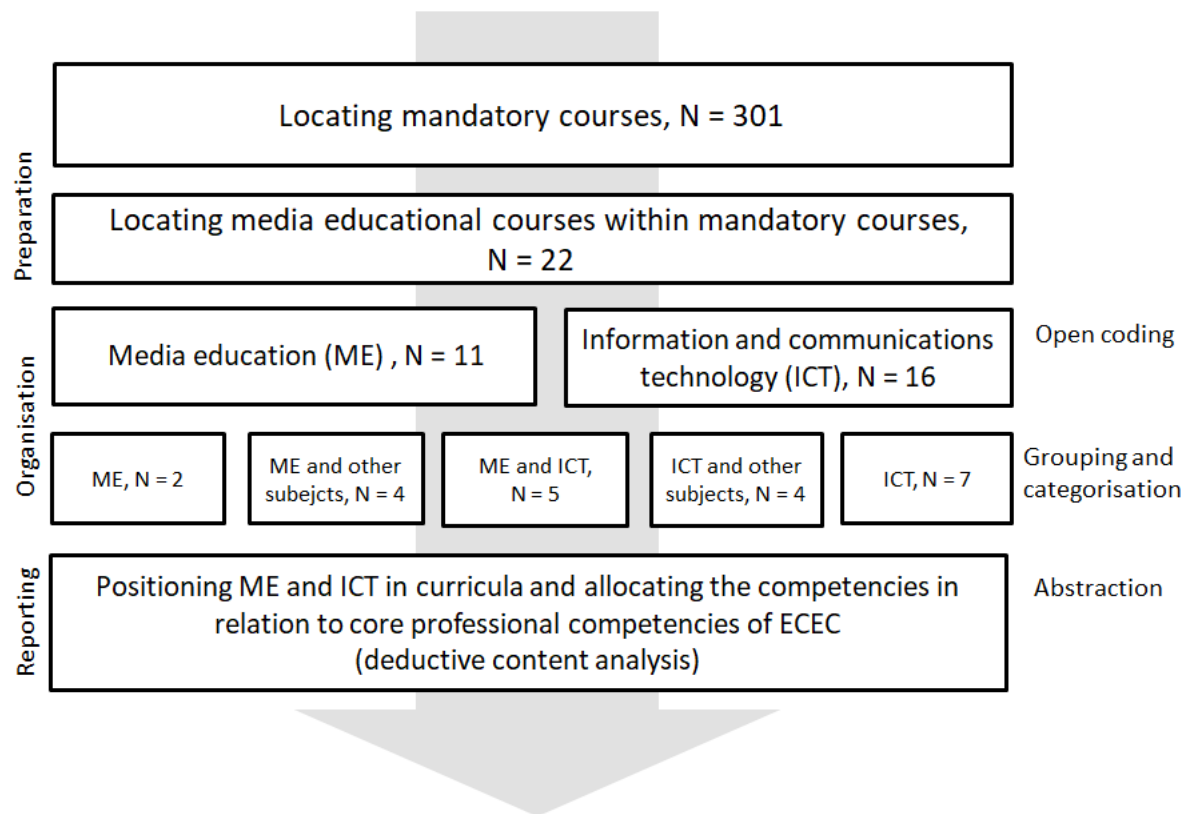 Preparation
Locating mandatory courses, N = 301
Locating media educational courses within mandatory courses,
N = 22
Organisation
Media education (ME) , N = 11
Information and communications
technology (ICT), N = 16
Open coding
ME, N = 2
ME and other
subejcts, N = 4
ME and ICT,
N = 5
ICT and other
subjects, N = 4
ICT, N = 7
Grouping and
categorisation
Reporting
Positioning ME and ICT in curricula and allocating the competencies in
relation to core professional competencies of ECEC
(deductive content analysis)
Abstraction